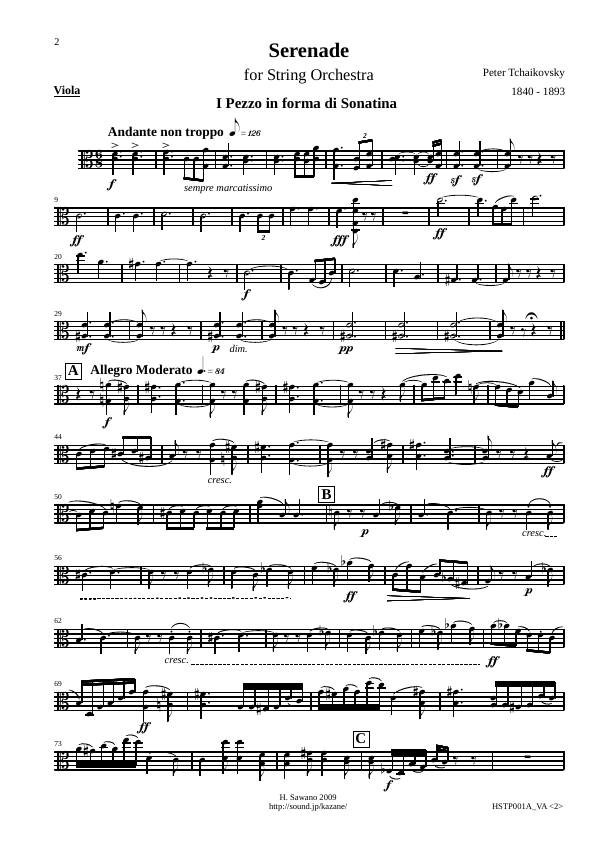 2
Serenade
for String Orchestra
Peter Tchaikovsky
Viola
1840 - 1893
I Pezzo in forma di Sonatina
Andante non troppo = 126
2
f
sempre marcatissimo
ff sf sf
9
ff
2
fff
ff
20
f
29
mf
p dim.
pp
A Allegro Moderato = 84
37
f
44
cresc.
ff
50
B
p
cresc.
56
ff
p
62
cresc.
ff
69
ff
73
C
f
H. Sawano 2009
http://sound.jp/kazane/
HSTP001A_VA <2>